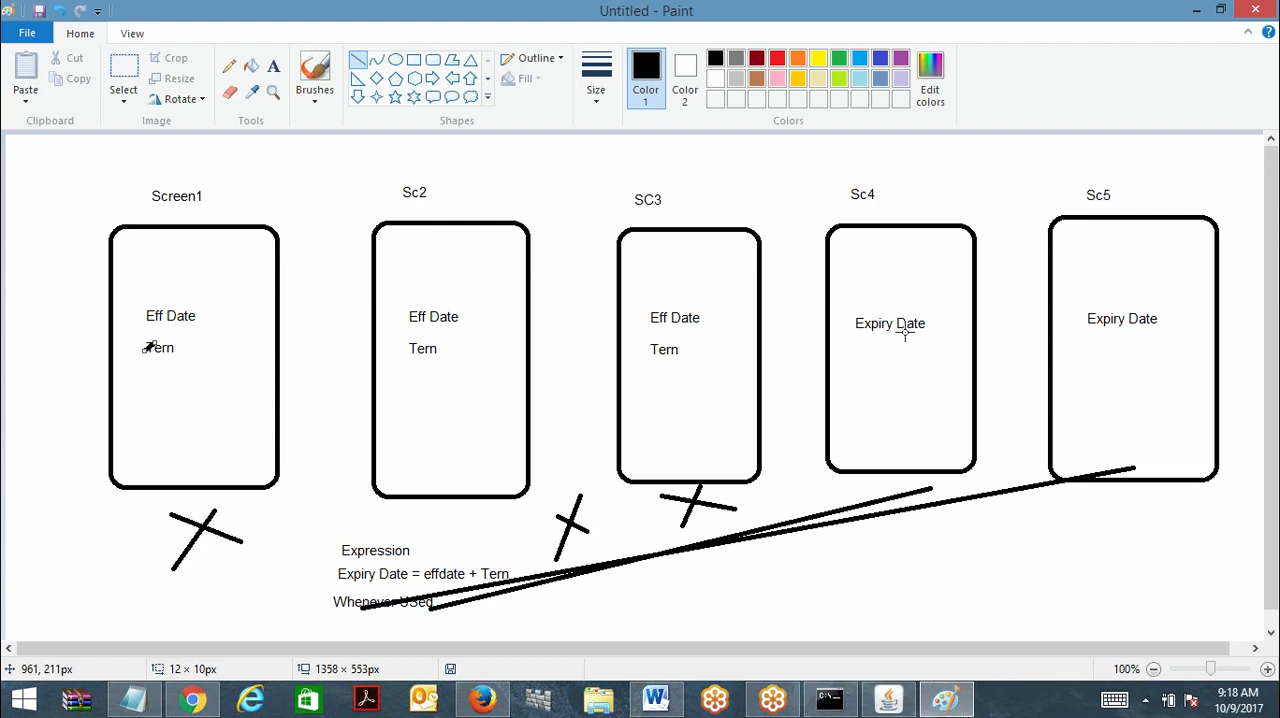 Untitled - Paint
File
Home
View
Paste
Cut
Copy
Clipboard
Select
Crop
Resize
Rotate
Image
Tools
Brushes
Shapes
Outline
Fill
Size
Color 1
Color 2
Edit colors
Colors
Screen1
Sc2
SC3
Sc4
Sc5
Eff Date
Tern
Eff Date
Tern
Eff Date
Tern
Expiry Date
Expiry Date
Expression
Expiry Date = effdate + Tern
Whenever USed
961, 211px
12 × 10px
1358 × 553px
100%
9:18 AM
10/9/2017